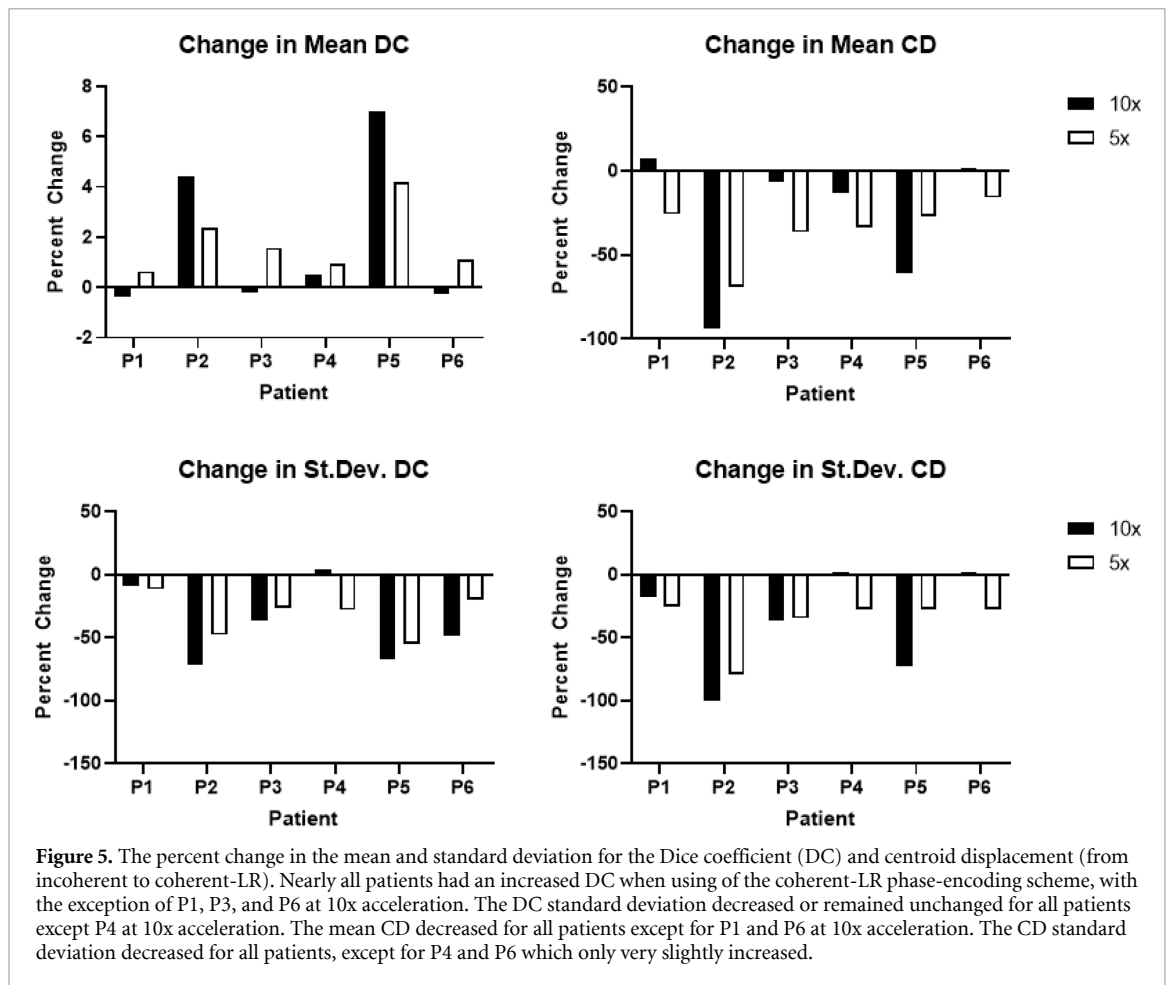 Change in Mean DC
Change in Mean CD
Percent Change
8
6
4
2
0
-2
P1 P2 P3 P4 P5 P6
Patient
Percent Change
50
0
-50
-100
P1 P2 P3 P4 P5 P6
Patient
10x
5x
Change in St.Dev. DC
Change in St.Dev. CD
Percent Change
50
0
-50
-100
-150
P1 P2 P3 P4 P5 P6
Patient
Percent Change
50
0
-50
-100
-150
P1 P2 P3 P4 P5 P6
Patient
10x
5x
Figure 5. The percent change in the mean and standard deviation for the Dice coefficient (DC) and centroid displacement (from
incoherent to coherent-LR). Nearly all patients had an increased DC when using of the coherent-LR phase-encoding scheme, with
the exception of P1, P3, and P6 at 10x acceleration. The DC standard deviation decreased or remained unchanged for all patients
except P4 at 10x acceleration. The mean CD decreased for all patients except for P1 and P6 at 10x acceleration. The CD standard
deviation decreased for all patients, except for P4 and P6 which only very slightly increased.